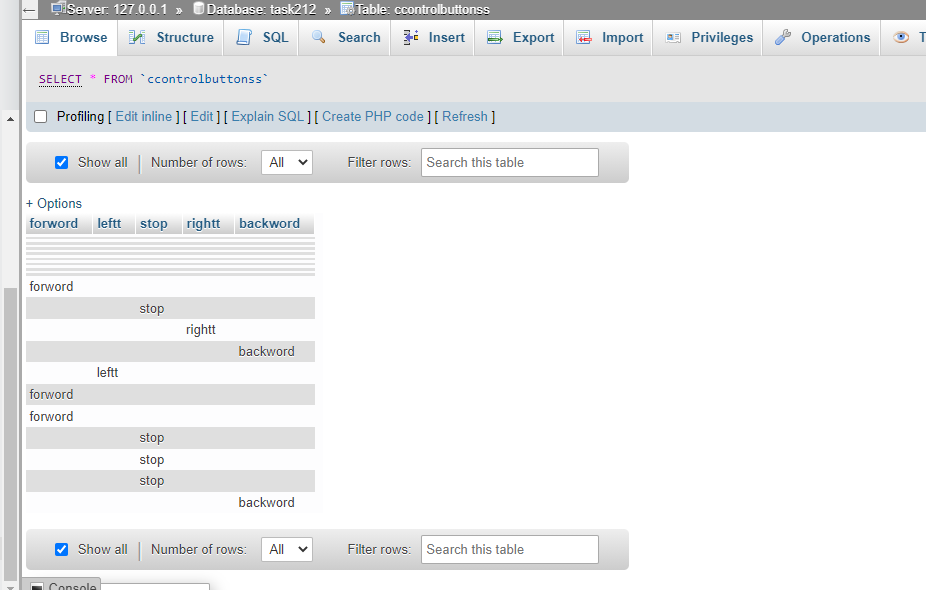 ← Server: 127.0.0.1 » Database: task212 » Table: ccontrolbuttonss
Browse Structure SQL Search Insert Export Import Privileges Operations T
SELECT * FROM `ccontrolbuttonss`
Profiling [ Edit inline ] [ Edit ] [ Explain SQL ] [ Create PHP code ] [ Refresh ]
Show all Number of rows: All Filter rows: Search this table
+ Options
forword leftt stop rightt backword
forword
stop
rightt
backword
leftt
forword
forword
stop
stop
stop
backword
Show all Number of rows: All Filter rows: Search this table
Console